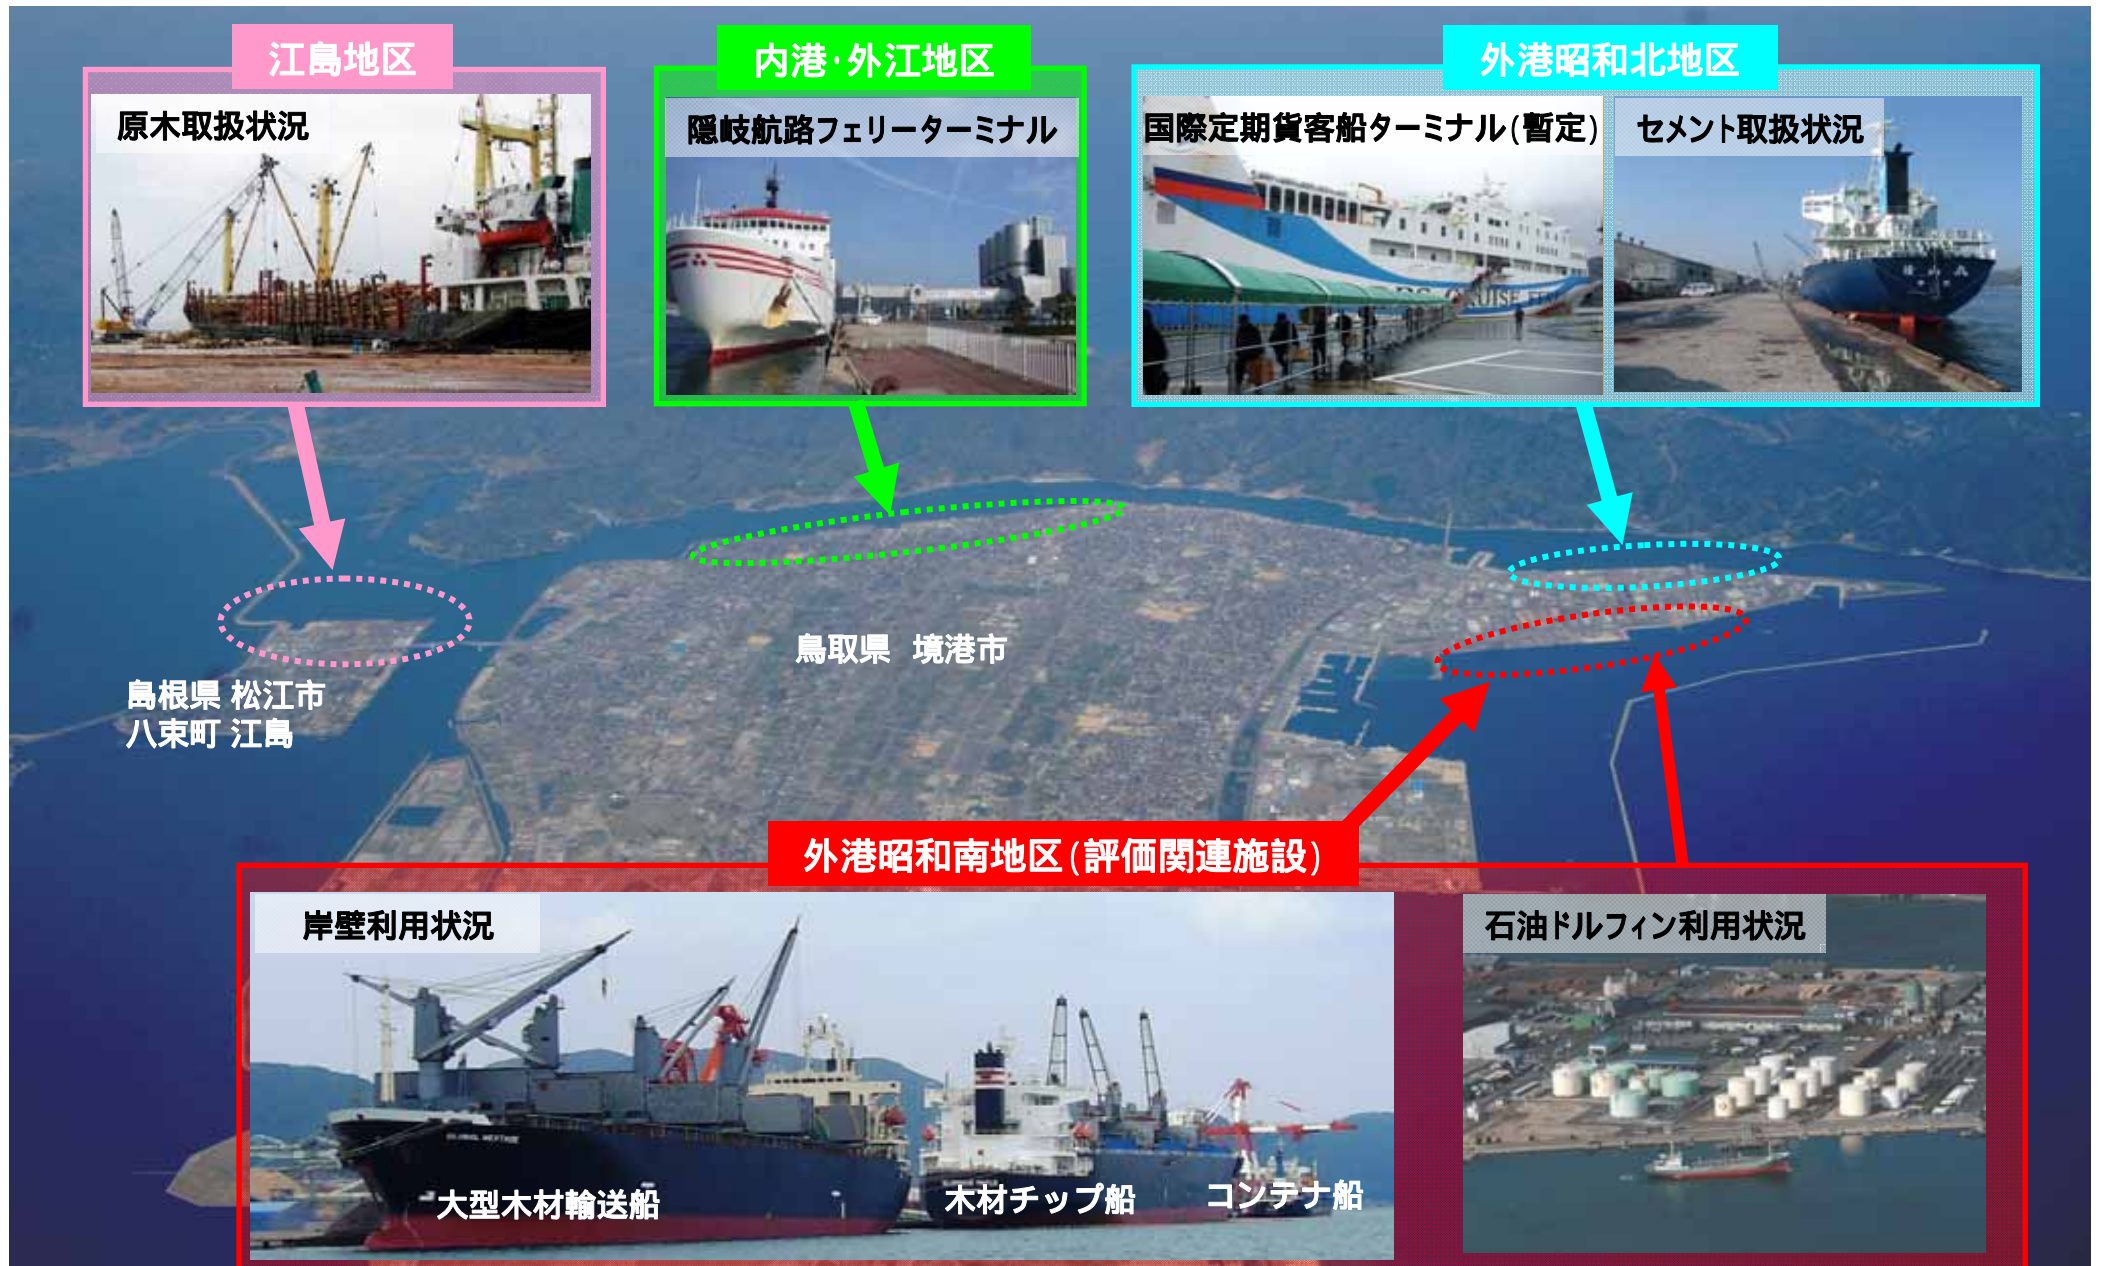 江島地区
原木取扱状況
内港・外江地区
隠岐航路フェリーターミナル
外港昭和北地区
国際定期貨客船ターミナル(暫定)
セメント取扱状況
CRUISE
鳥取県 境港市
島根県 松江市
八束町 江島
外港昭和南地区(評価関連施設)
岸壁利用状況
大型木材輸送船
木材チップ船
コンテナ船
石油ドルフィン利用状況